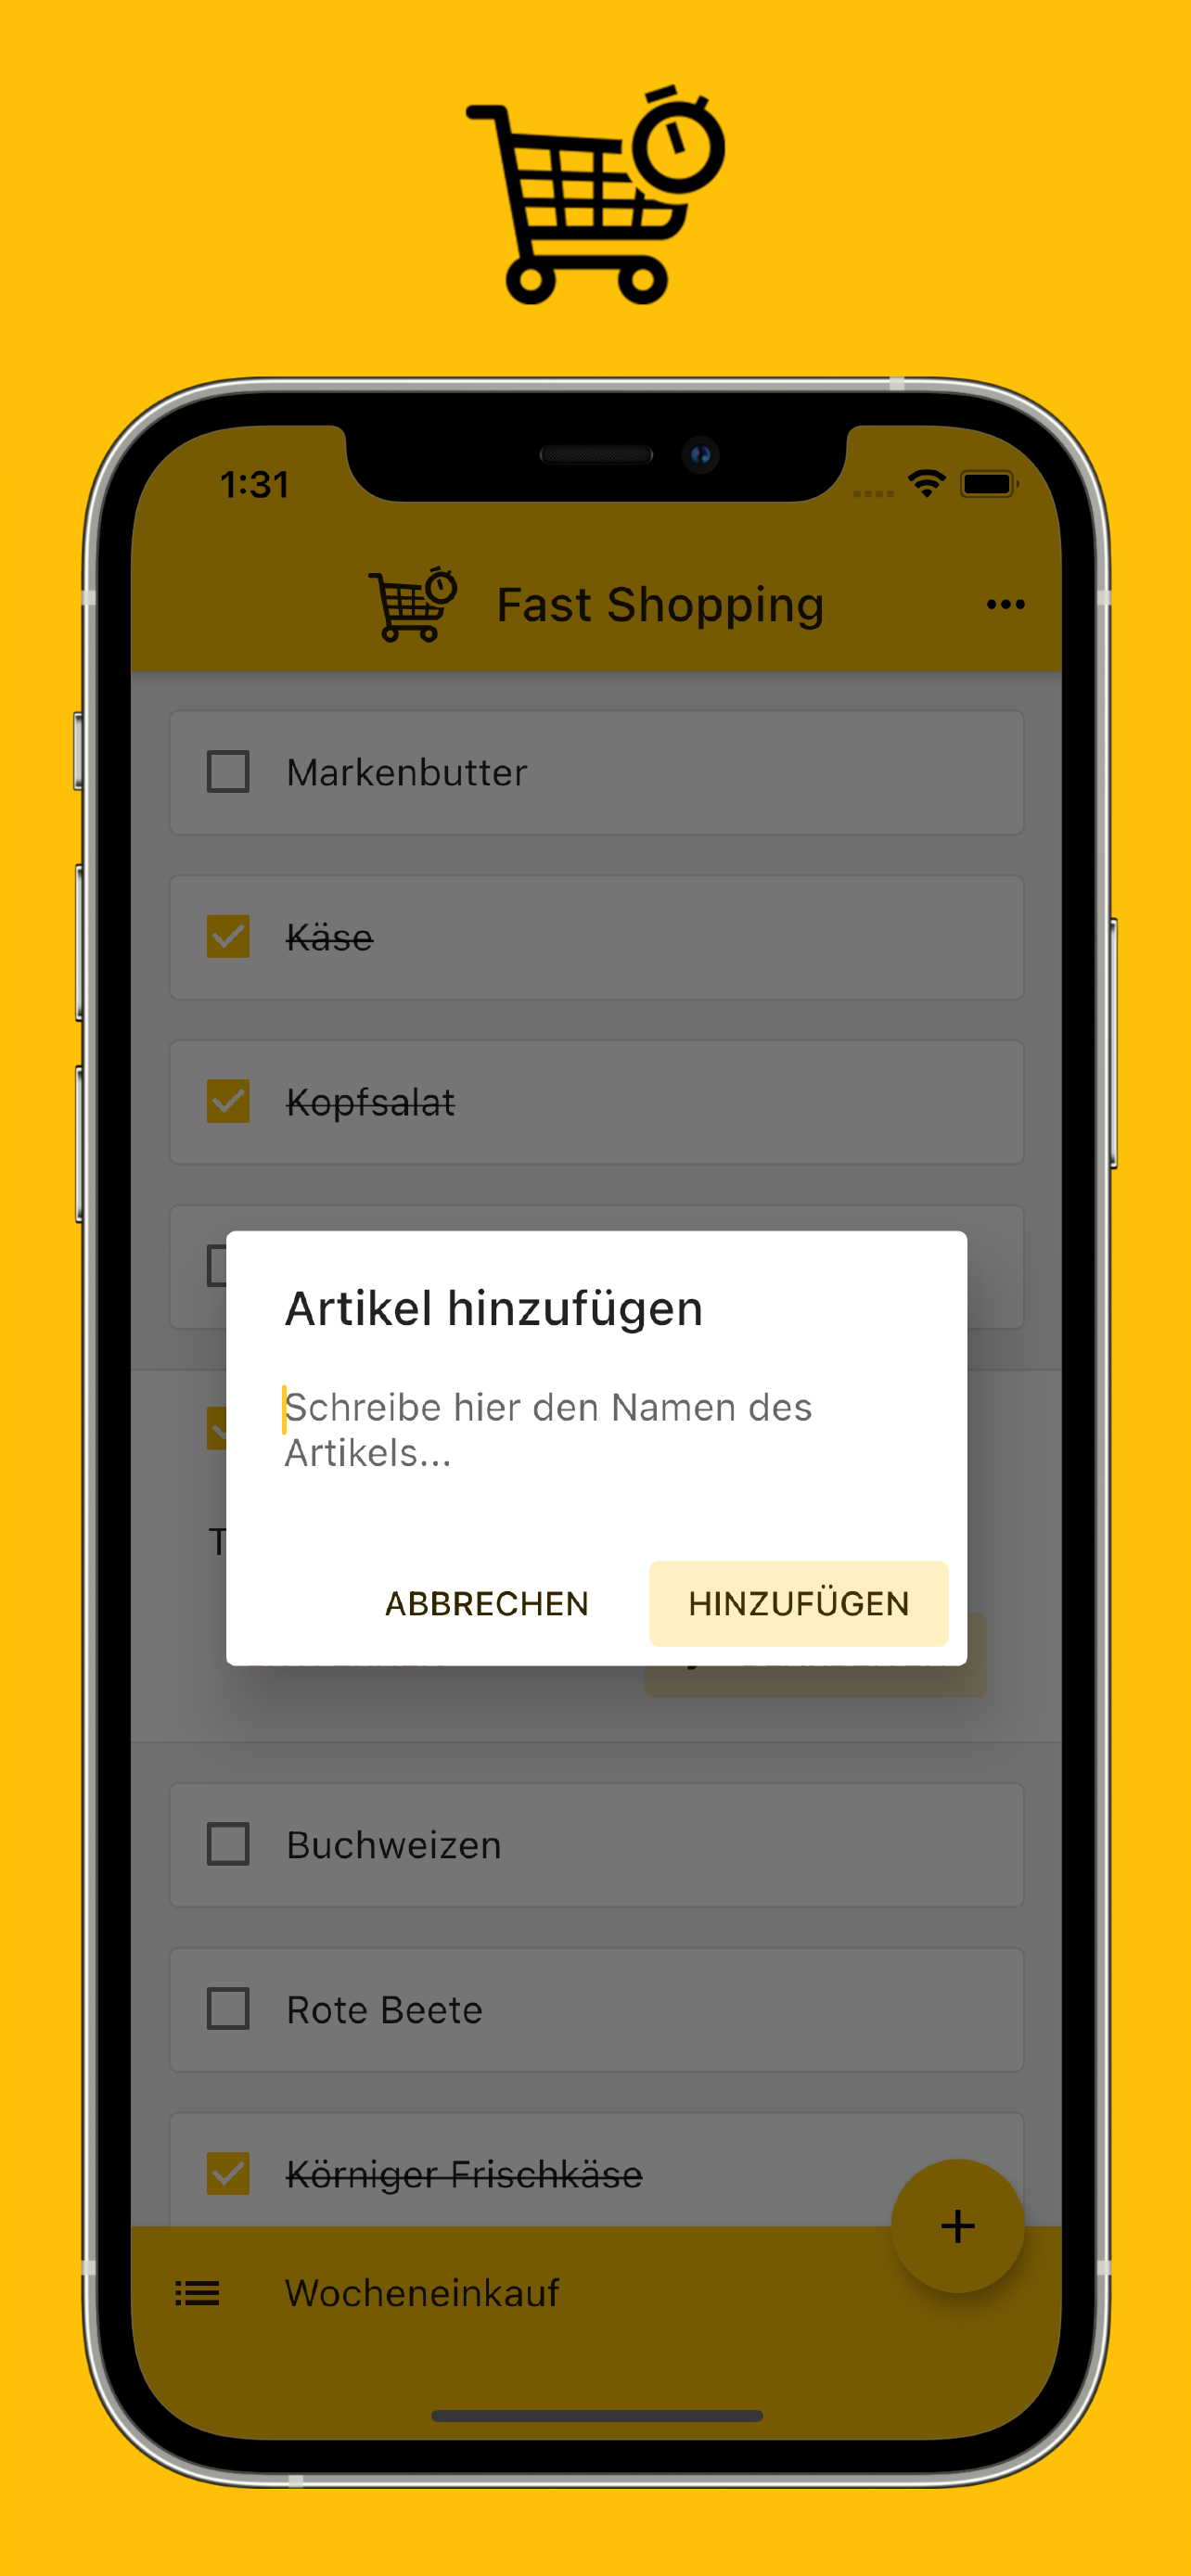 1:31
Fast Shopping
Markenbutter
Käse
Kopfsalat
Artikel hinzufügen
Schreibe hier den Namen des
Artikels...
ABBRECHEN
HINZUFÜGEN
Buchweizen
Rote Beete
Körniger Frischkäse
Wocheneinkauf